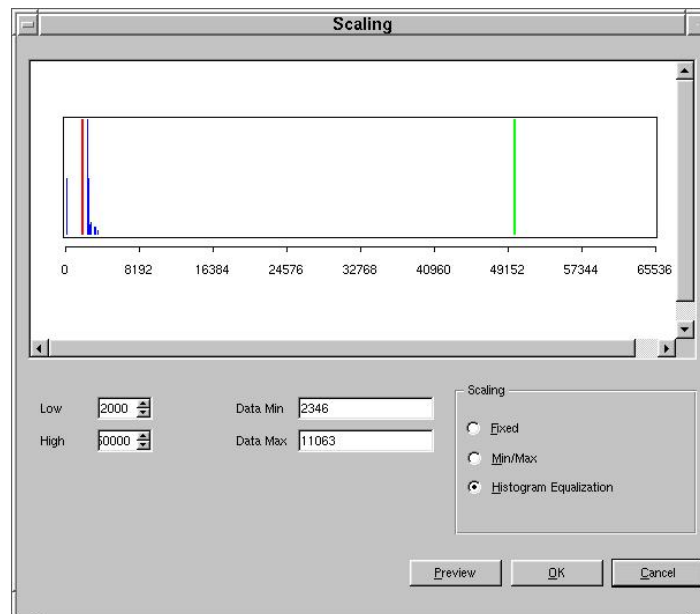 Scaling
0 8192 16384 24576 32768 40960 49152 57344 65536
Low 2000 Data Min 2346
High 50000 Data Max 11063
Scaling
Fixed
Min/Max
Histogram Equalization
Preview OK Cancel